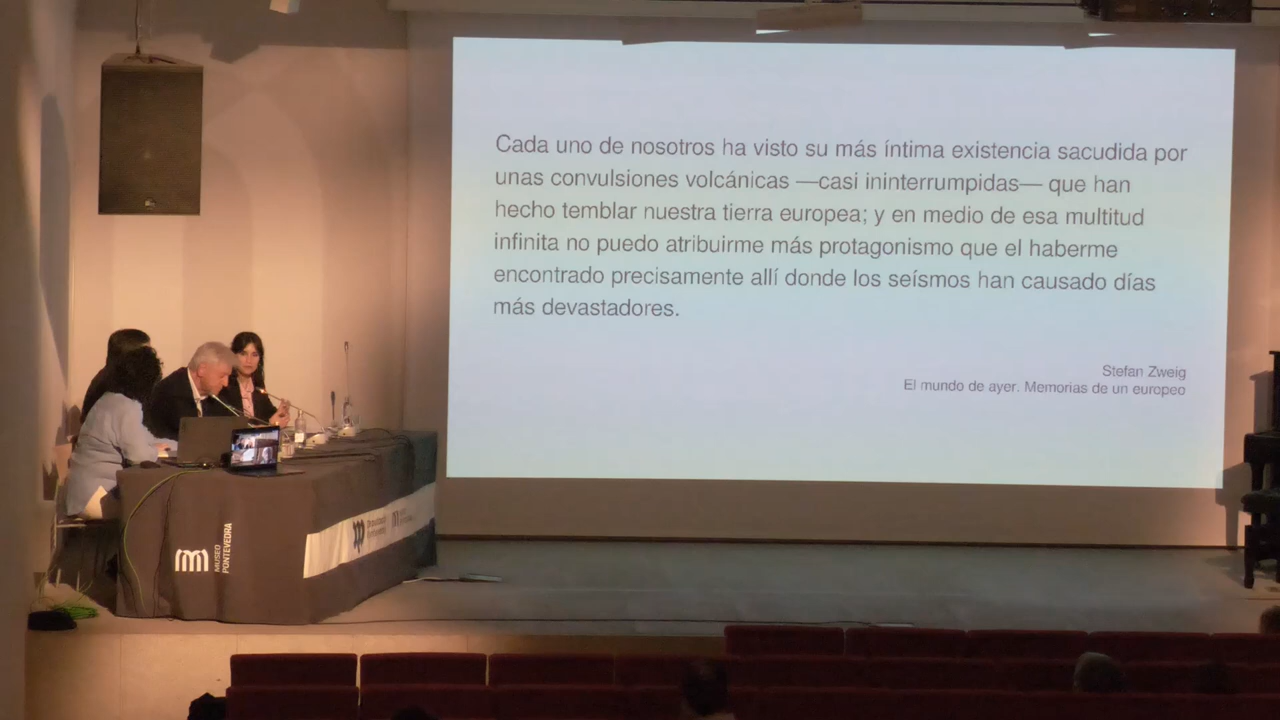 Cada uno de nosotros ha visto su más íntima existencia sacudida por
unas convulsiones volcánicas —casi ininterrumpidas— que han
hecho temblar nuestra tierra europea; y en medio de esa multitud
infinita no puedo atribuirme más protagonismo que el haberme
encontrado precisamente allí donde los seísmos han causado días
más devastadores.
Stefan Zweig
El mundo de ayer. Memorias de un europeo
MUSEO
PONTEVEDRA